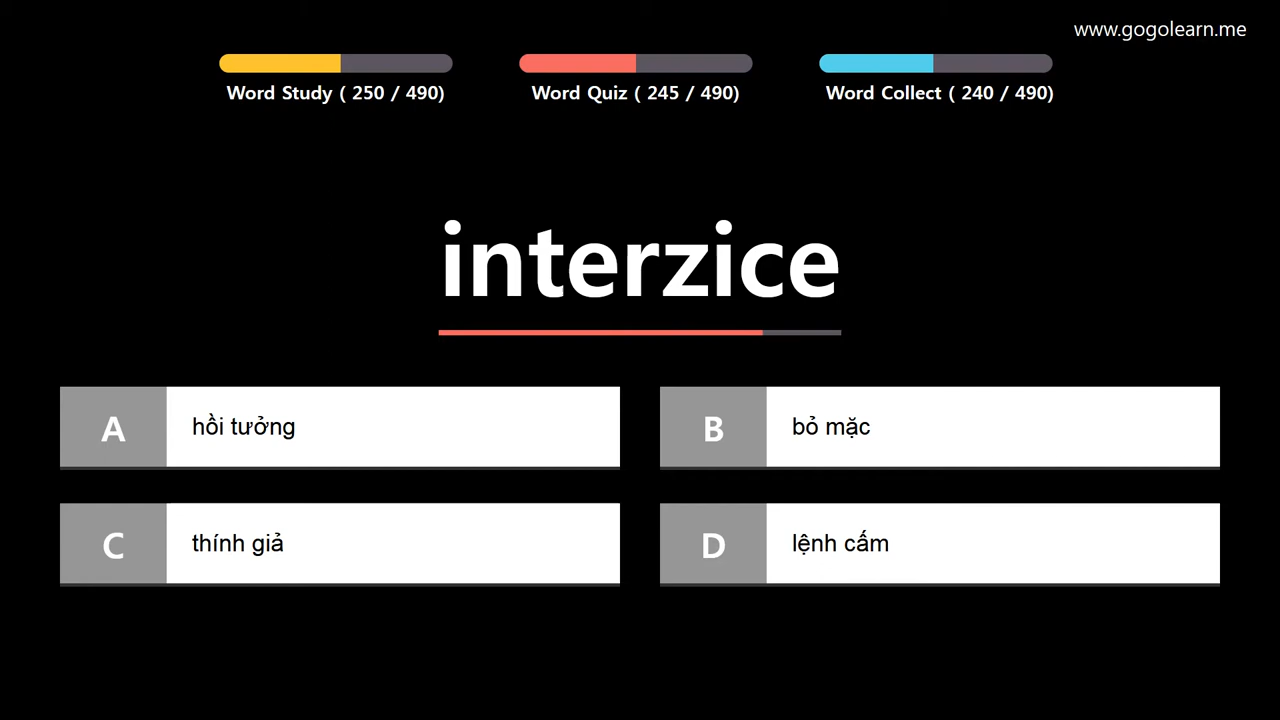 www.gogolearn.me
Word Study ( 250 / 490)
Word Quiz ( 245 / 490)
Word Collect ( 240 / 490)
interzice
A
hồi tưởng
B
bỏ mặc
C
thính giả
D
lệnh cấm